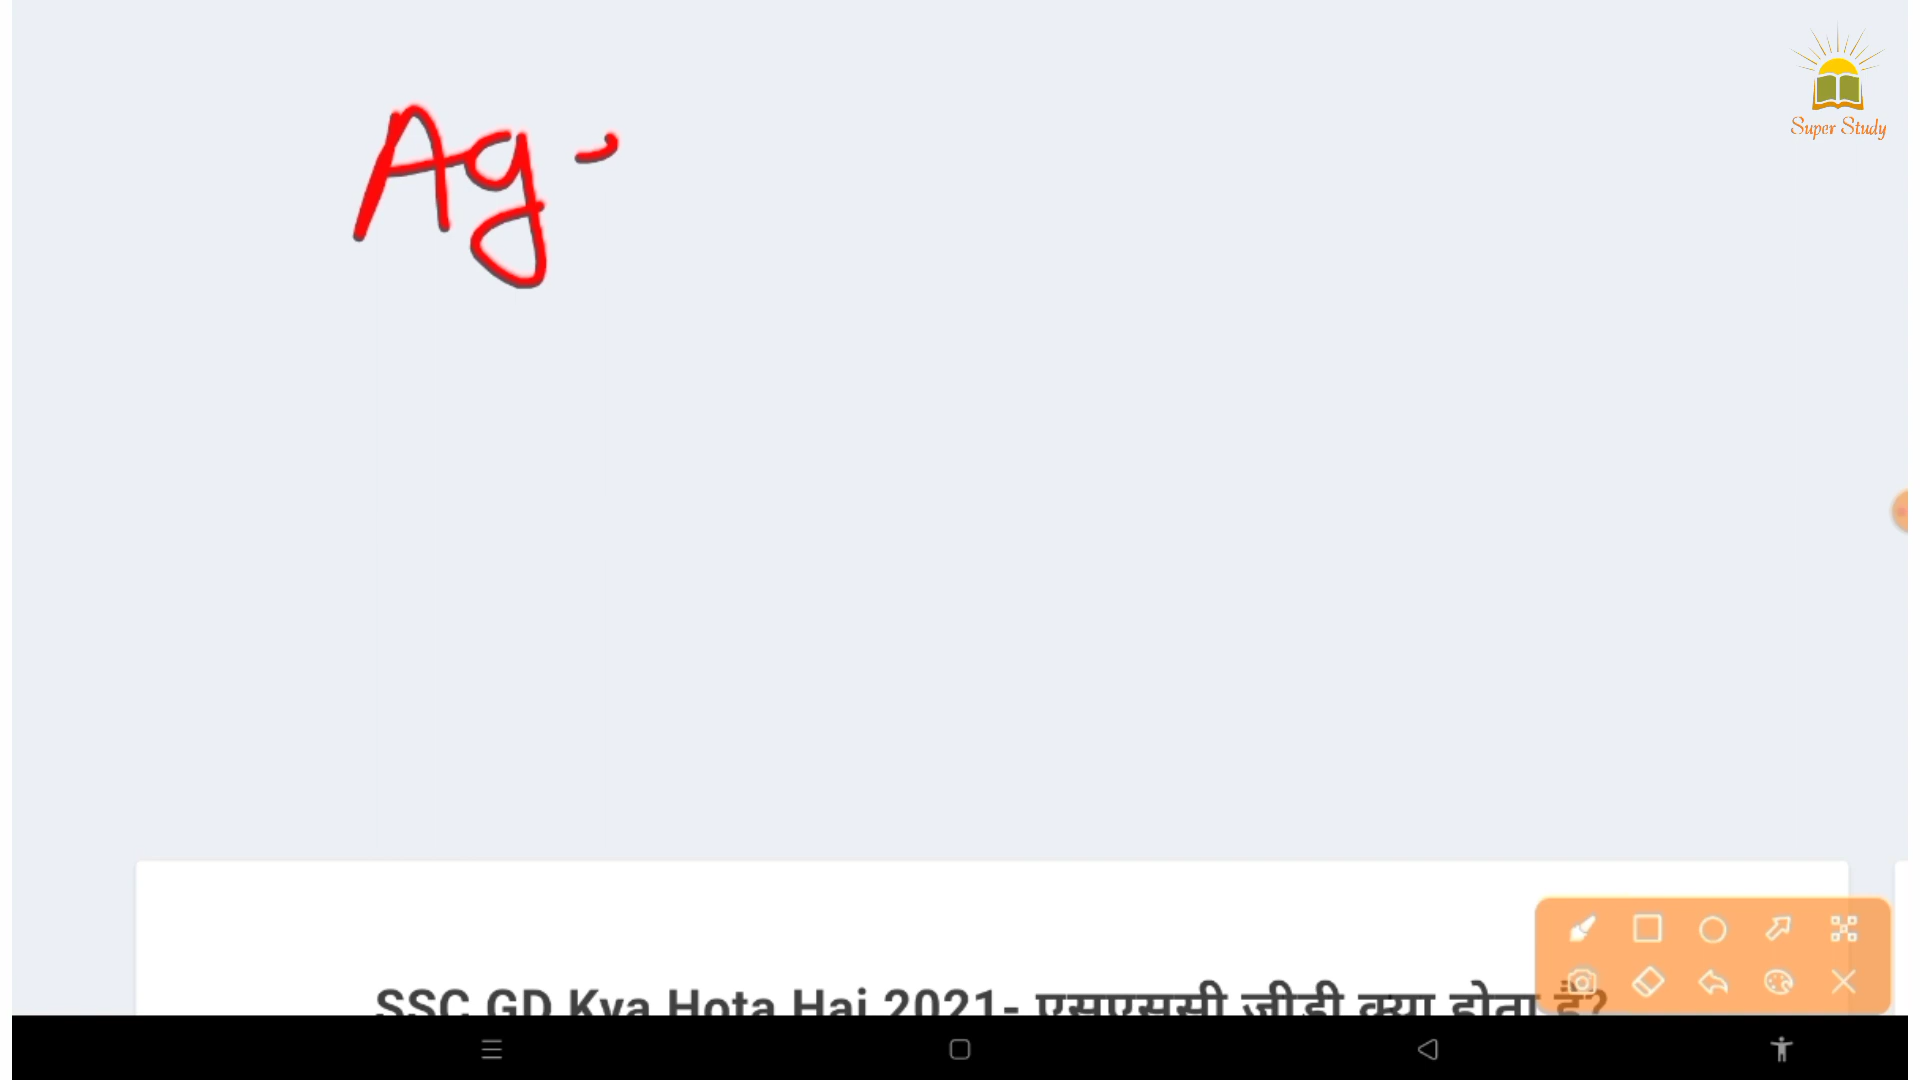 Super Study
Ag-
SSC GD Kya Hota Hai 2021- एसएससी जीडी क्या होता है?